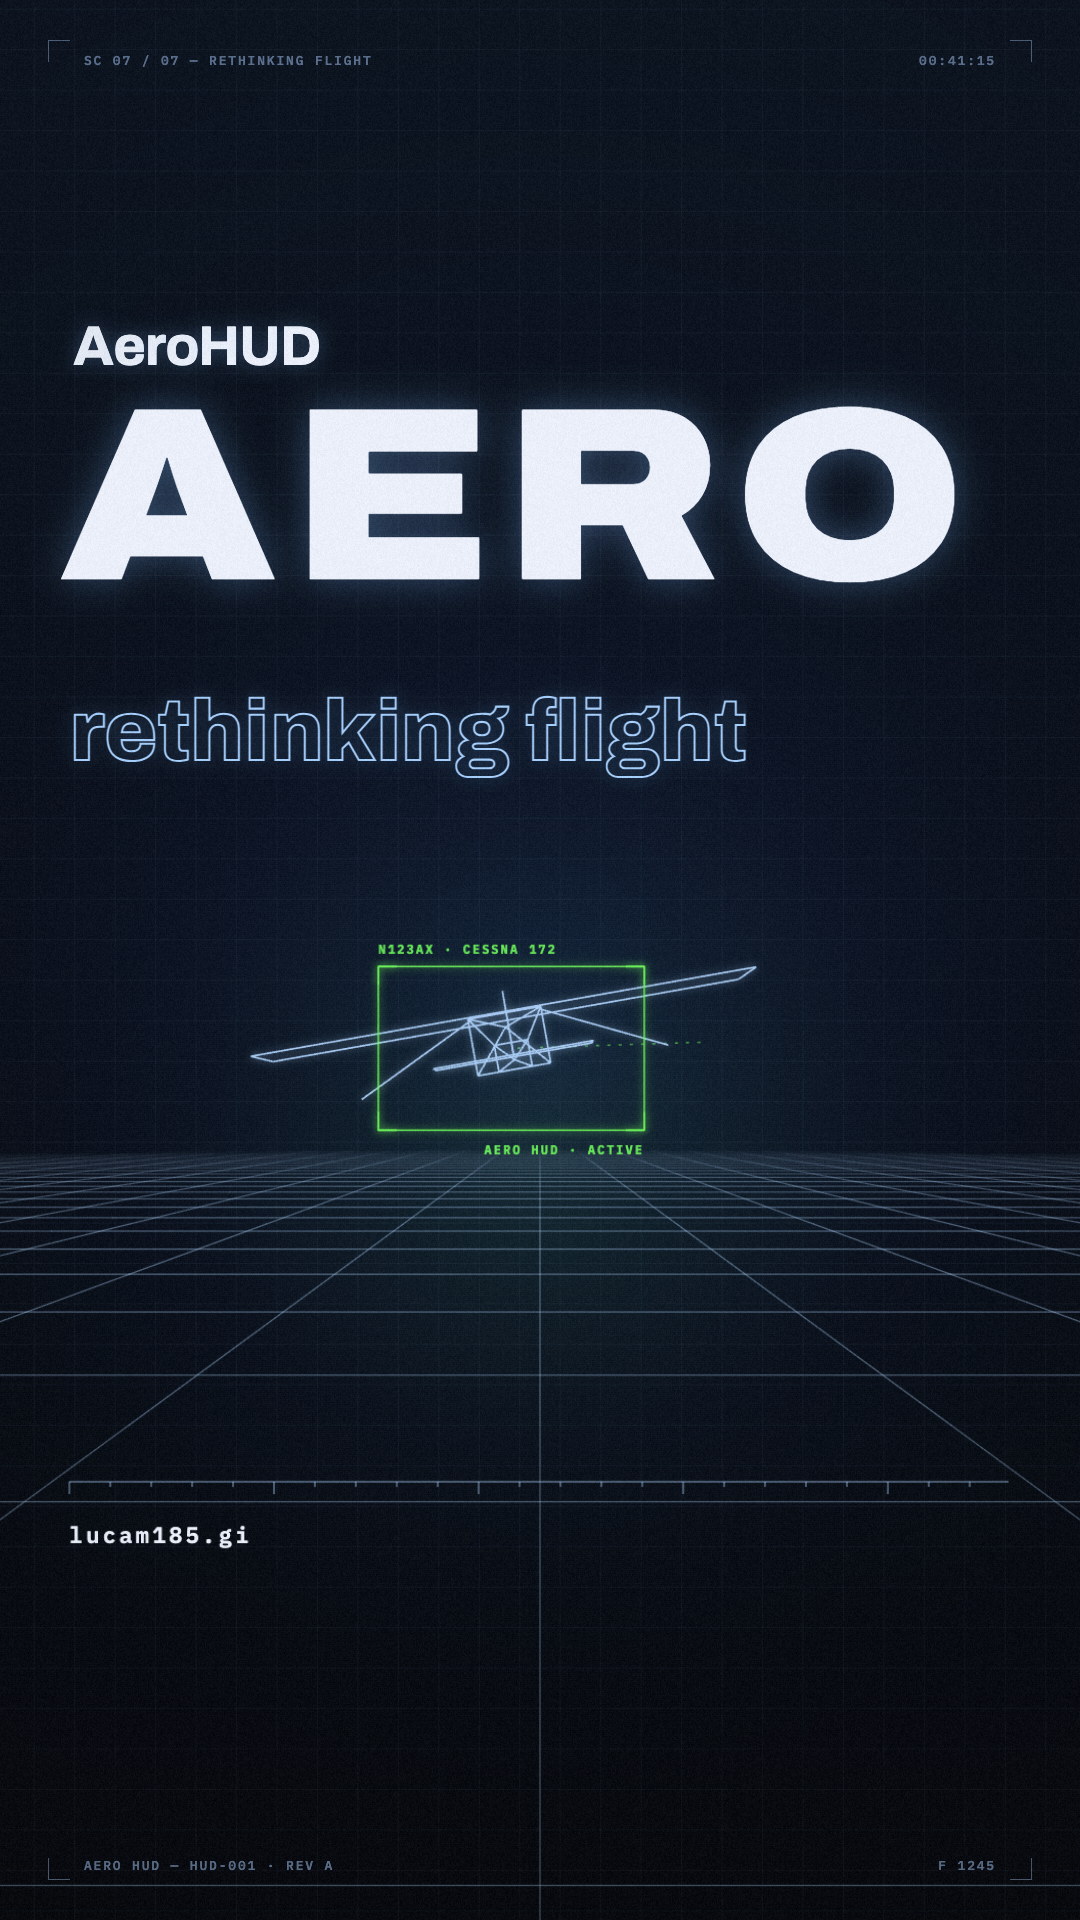 SC 07 / 07 — RETHINKING FLIGHT
00:41:15
AeroHUD
AERO
rethinking flight
N123AX · CESSNA 172
AERO HUD · ACTIVE
lucam185.gi
AERO HUD — HUD-001 · REV A
F 1245